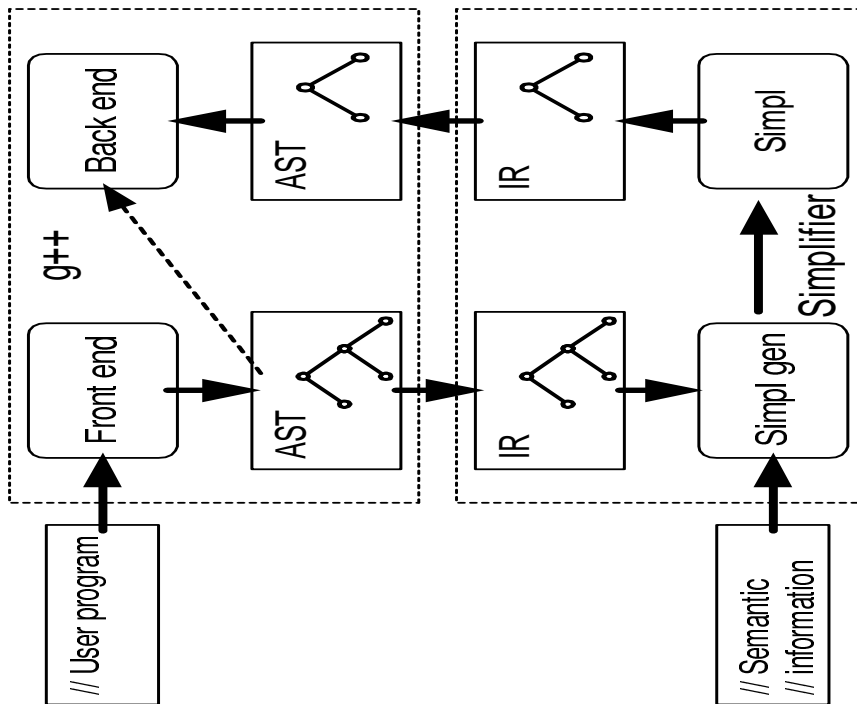 // User program
Front end
g++
Back end
AST
AST
IR
IR
// Semantic
// information
Simpl gen
Simplifier
Simpl